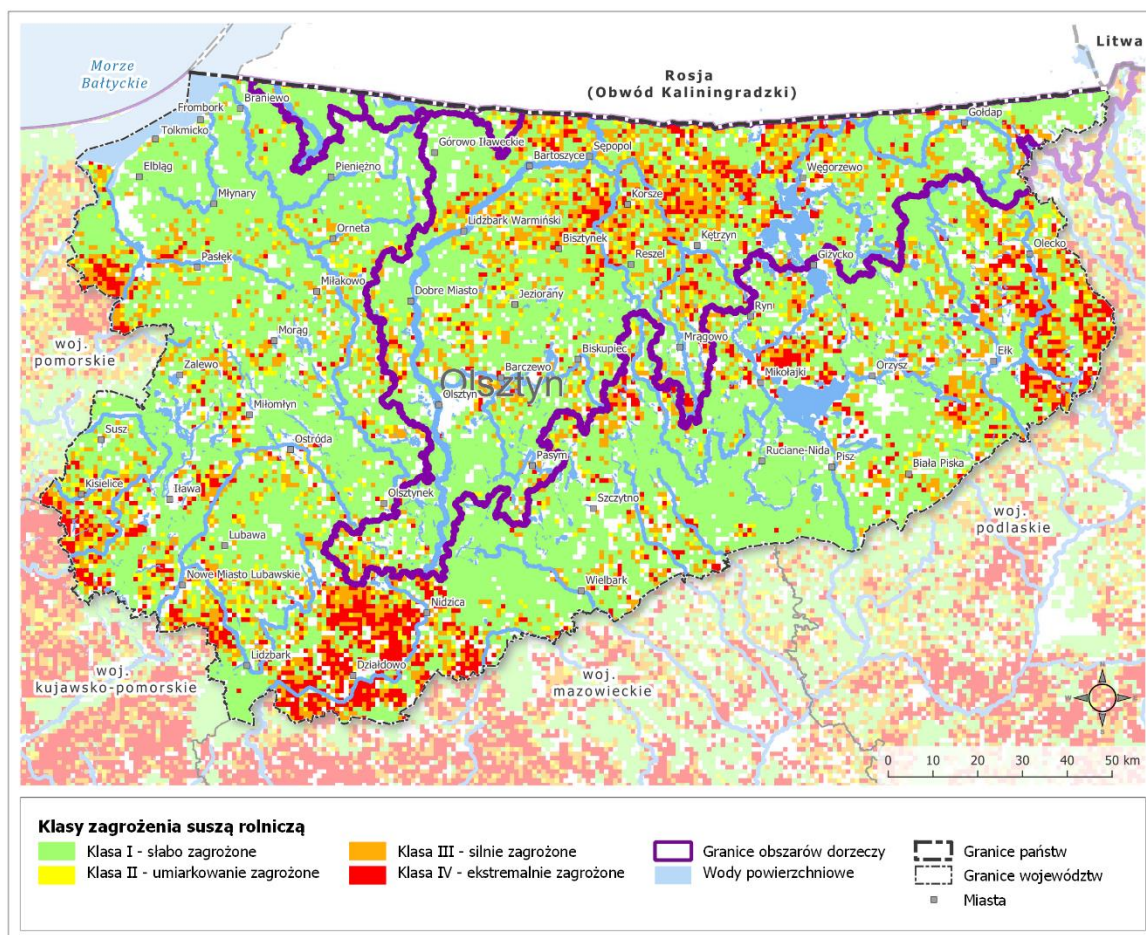 Morze
Bałtyckie
Rosja
(Obwód Kaliningradzki)
Litwa
Frombork
Braniewo
Tolkmicko
Gołdap
Górowo Iławeckie
Sępopol
Bartoszyce
Elbląg
Pieniężno
Węgorzewo
Młynary
Korsze
Lidzbark Warmiński
Orneta
Bisztynek
Kętrzyn
Olecko
Pasłęk
Reszel
Giżycko
Miłakowo
Dobre Miasto
Jeziorany
Ryn
woj.
pomorskie
Morąg
Mrągowo
Biskupiec
Ełk
Zalewo
Barczewo
Mikołajki
Orzysz
Olsztyn
Olsztyn
Miłomłyn
Susz
Ostróda
Pasym
Ruciane-Nida
Pisz
Biała Piska
Kisielice
Iława
Olsztynek
Szczytno
woj.
podlaskie
Lubawa
Nowe Miasto Lubawskie
Wielbark
Nidzica
Lidzbark
Działdowo
woj.
kujawsko-pomorskie
woj.
mazowieckie
W
0 10 20 30 40 50 km
Klasy zagrożenia suszą rolniczą
Klasa I - słabo zagrożone
Klasa II - umiarkowanie zagrożone
Klasa III - silnie zagrożone
Klasa IV - ekstremalnie zagrożone
Granice obszarów dorzeczy
Wody powierzchniowe
Granice państw
Granice województw
Miasta